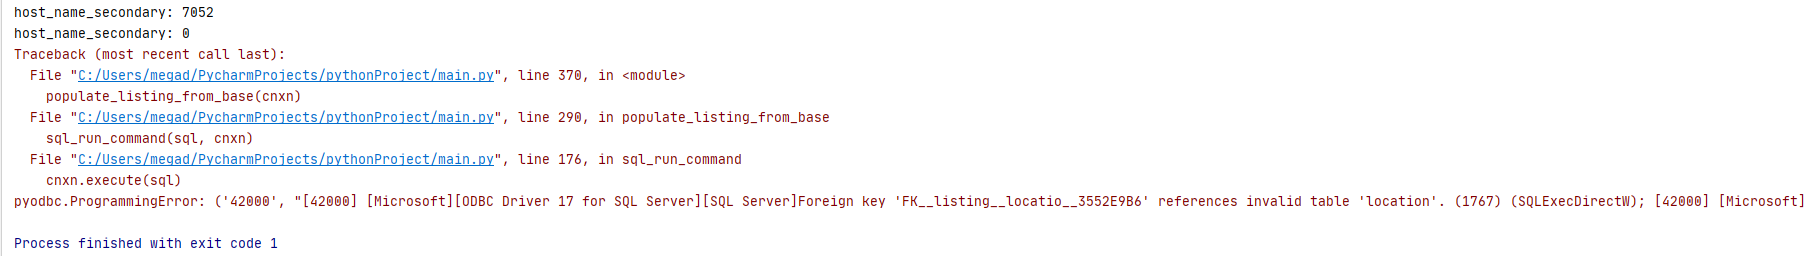 host_name_secondary: 7052
host_name_secondary: 0
Traceback (most recent call last):
  File "C:/Users/megad/PycharmProjects/pythonProject/main.py", line 370, in <module>
    populate_listing_from_base(cnxn)
  File "C:/Users/megad/PycharmProjects/pythonProject/main.py", line 290, in populate_listing_from_base
    sql_run_command(sql, cnxn)
  File "C:/Users/megad/PycharmProjects/pythonProject/main.py", line 176, in sql_run_command
    cnxn.execute(sql)
pyodbc.ProgrammingError: ('42000', "[42000] [Microsoft][ODBC Driver 17 for SQL Server][SQL Server]Foreign key 'FK__listing__locatio__3552E9B6' references invalid table 'location'. (1767) (SQLExecDirectW); [42000] [Microsoft]
Process finished with exit code 1